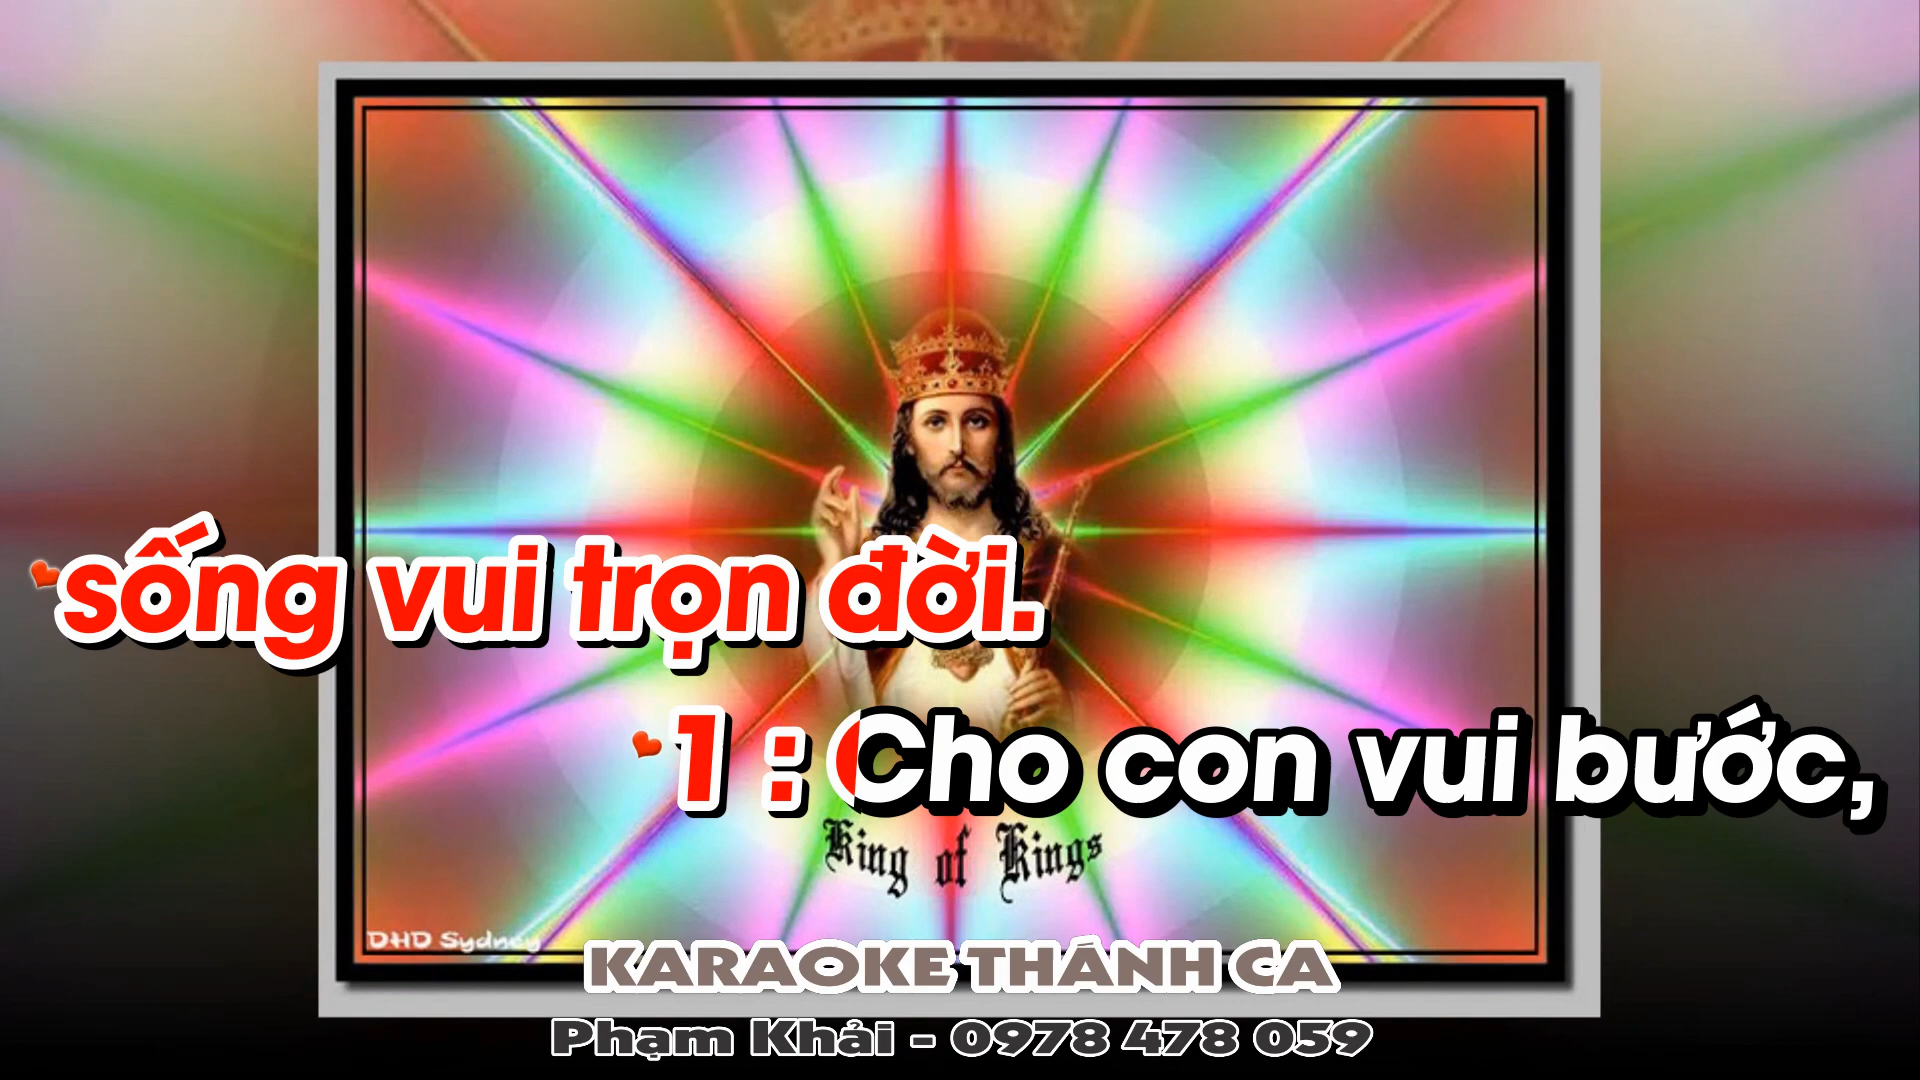 sống vui trọn đời.
1 : Cho con vui bước,
King of Kings
DHD Sydney
KARAOKE THÁNH CA
Phạm Khải - 0978 478 059